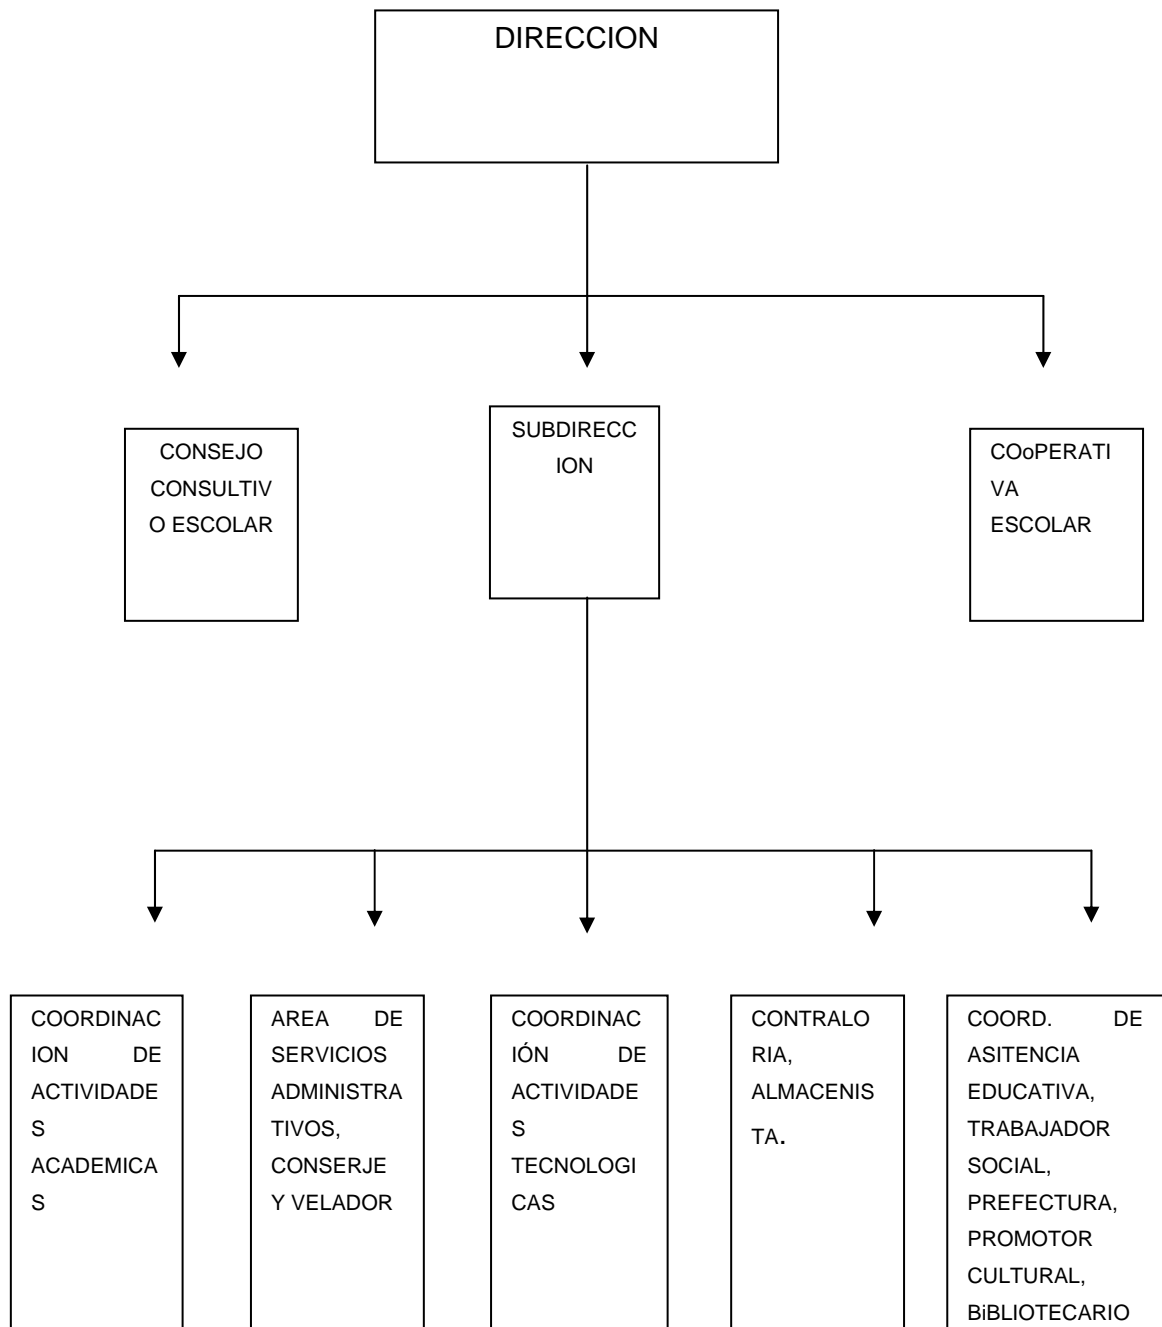 DIRECCION
CONSEJO
CONSULTIV
O ESCOLAR
SUBDIRECC
ION
COoPERATI
VA
ESCOLAR
COORDINAC
ION DE
ACTIVIDADE
S
ACADEMICA
S
AREA DE
SERVICIOS
ADMINISTRA
TIVOS,
CONSERJE
Y VELADOR
COORDINAC
IÓN DE
ACTIVIDADE
S
TECNOLOGI
CAS
CONTRALO
RIA,
ALMACENIS
TA.
COORD. DE
ASITENCIA
EDUCATIVA,
TRABAJADOR
SOCIAL,
PREFECTURA,
PROMOTOR
CULTURAL,
BiBLIOTECARIO